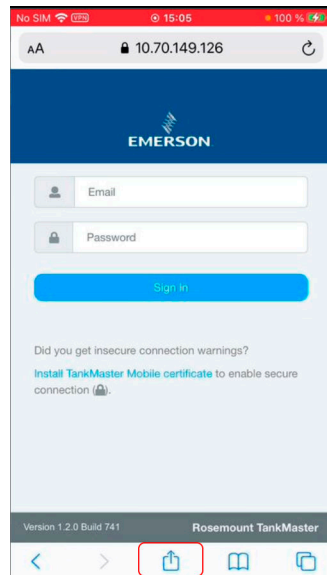 No SIM VPN 15:05 100 %
AA 10.70.149.126
EMERSON
Email
Password
Sign in
Did you get insecure connection warnings?
Install TankMaster Mobile certificate to enable secure
connection ( ).
Version 1.2.0 Build 741 Rosemount TankMaster